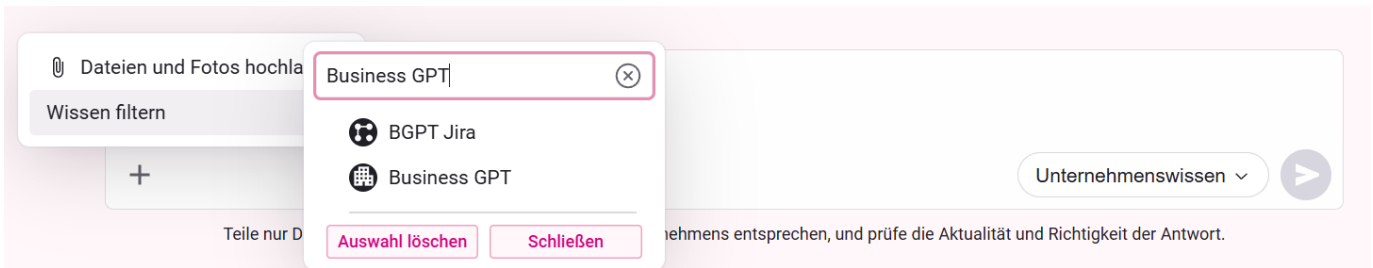 Dateien und Fotos hochla
Wissen filtern
Business GPT
BGPT Jira
Business GPT
Auswahl löschen
Schließen
Unternehmenswissen
Teile nur D
ehmens entsprechen, und prüfe die Aktualität und Richtigkeit der Antwort.